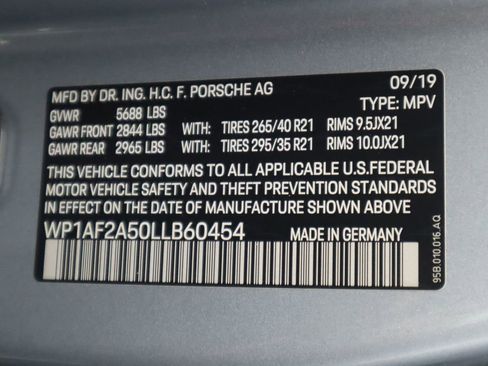 MFD BY DR. ING. H.C. F. PORSCHE AG 09/19
GVWR 5688 LBS TYPE: MPV
GAWR FRONT 2844 LBS WITH: TIRES 265/40 R21 RIMS 9.5JX21
GAWR REAR 2965 LBS WITH: TIRES 295/35 R21 RIMS 10.0JX21
THIS VEHICLE CONFORMS TO ALL APPLICABLE U.S.FEDERAL
MOTOR VEHICLE SAFETY AND THEFT PREVENTION STANDARDS
IN EFFECT ON THE DATE OF MANUFACTURE SHOWN ABOVE.
WP1AF2A50LLB60454 MADE IN GERMANY
95B.010.016.AQ